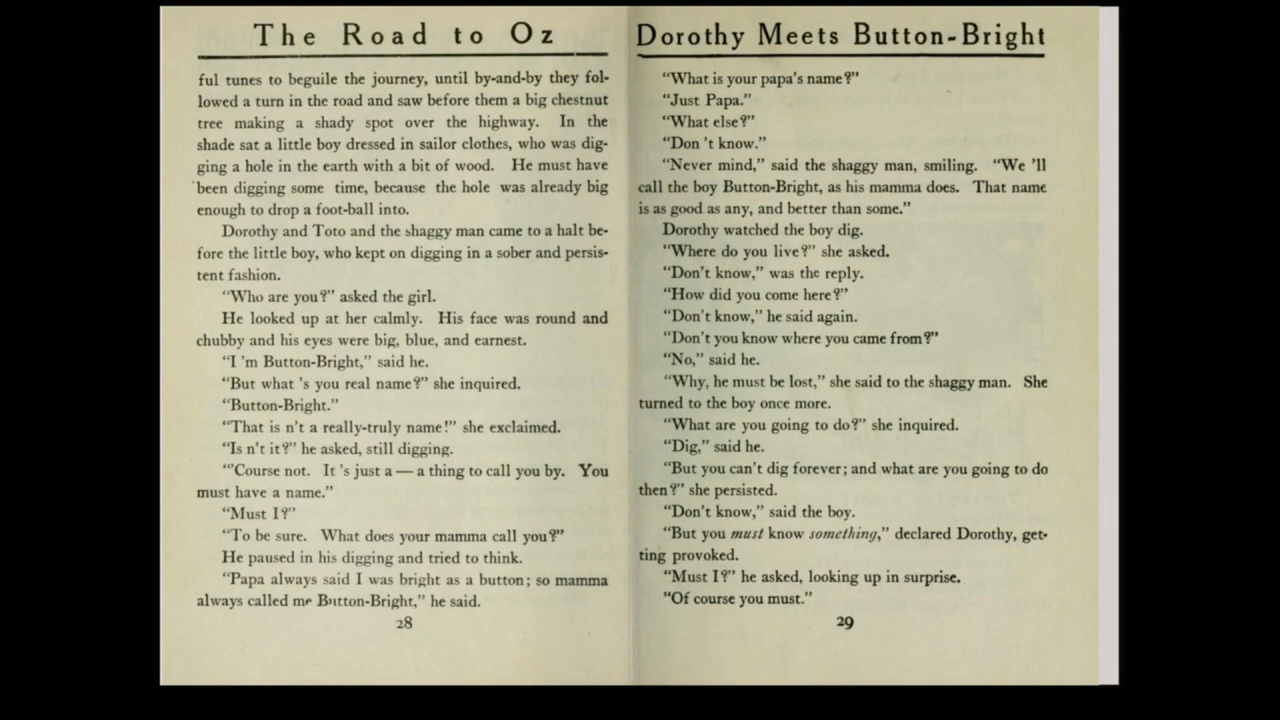 The Road to Oz
ful tunes to beguile the journey, until by-and-by they fol-
lowed a turn in the road and saw before them a big chestnut
tree making a shady spot over the highway. In the
shade sat a little boy dressed in sailor clothes, who was dig-
ging a hole in the earth with a bit of wood. He must have
been digging some time, because the hole was already big
enough to drop a foot-ball into.
Dorothy and Toto and the shaggy man came to a halt be-
fore the little boy, who kept on digging in a sober and persis-
tent fashion.
"Who are you?" asked the girl.
He looked up at her calmly. His face was round and
chubby and his eyes were big, blue, and earnest.
"I 'm Button-Bright," said he.
"But what 's you real name?" she inquired.
"Button-Bright."
"That is n't a really-truly name!" she exclaimed.
"Is n't it?" he asked, still digging.
"'Course not. It 's just a — a thing to call you by. You
must have a name."
"Must I?"
"To be sure. What does your mamma call you?"
He paused in his digging and tried to think.
"Papa always said I was bright as a button; so mamma
always called me Button-Bright," he said.
28
Dorothy Meets Button-Bright
"What is your papa's name?"
"Just Papa."
"What else?"
"Don 't know."
"Never mind," said the shaggy man, smiling. "We 'll
call the boy Button-Bright, as his mamma does. That name
is as good as any, and better than some."
Dorothy watched the boy dig.
"Where do you live?" she asked.
"Don't know," was the reply.
"How did you come here?"
"Don't know," he said again.
"Don't you know where you came from?"
"No," said he.
"Why, he must be lost," she said to the shaggy man. She
turned to the boy once more.
"What are you going to do?" she inquired.
"Dig," said he.
"But you can't dig forever; and what are you going to do
then?" she persisted.
"Don't know," said the boy.
"But you must know something," declared Dorothy, get-
ting provoked.
"Must I?" he asked, looking up in surprise.
"Of course you must."
29